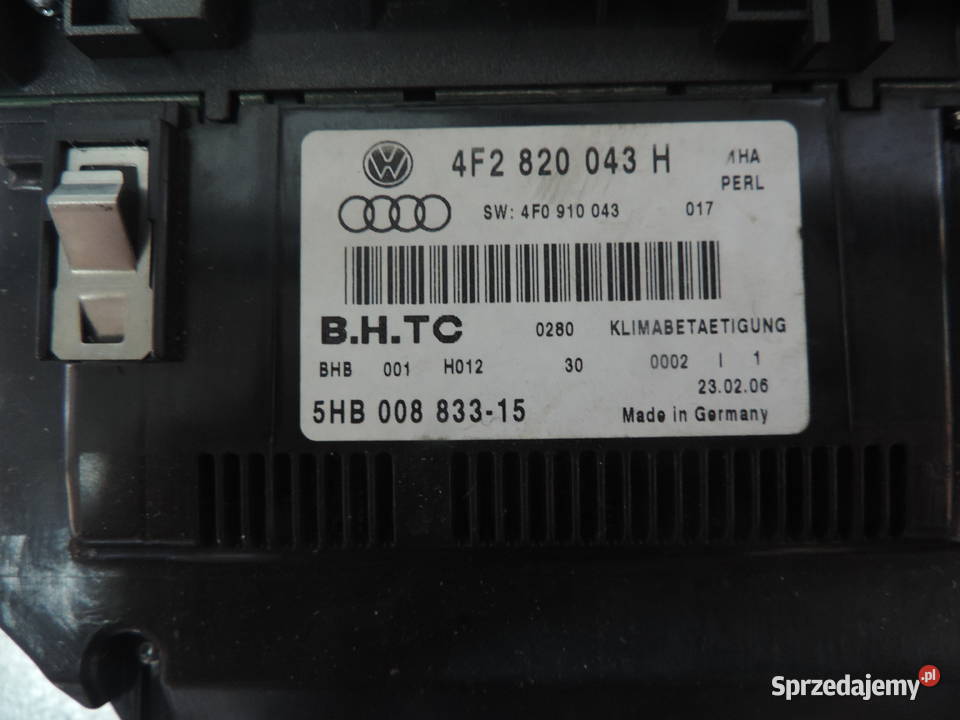 4F2 820 043 H
PERL
SW: 4F0 910 043 017
B.H.TC 0280 KLIMABETAETIGUNG
BHB 001 H012 30 0002 I 1
23.02.06
5HB 008 833-15 Made in Germany
Sprzedajemy.pl